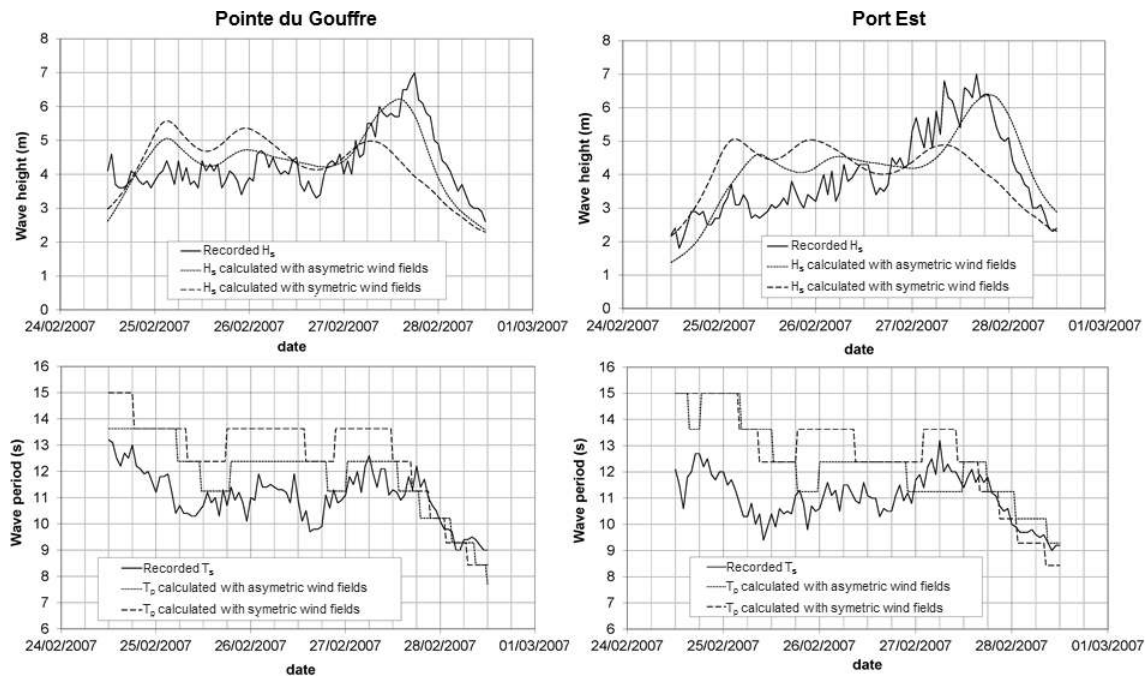 Pointe du Gouffre
Wave height (m)
8
7
6
5
4
3
2
1
0
Recorded Hs
Hs calculated with asymetric wind fields
Hs calculated with symetric wind fields
24/02/2007 25/02/2007 26/02/2007 27/02/2007 28/02/2007 01/03/2007
date
Port Est
Wave height (m)
8
7
6
5
4
3
2
1
0
Recorded Hs
Hs calculated with asymetric wind fields
Hs calculated with symetric wind fields
24/02/2007 25/02/2007 26/02/2007 27/02/2007 28/02/2007 01/03/2007
date
Wave period (s)
16
15
14
13
12
11
10
9
8
7
6
Recorded Ts
Tp calculated with asymetric wind fields
Tp calculated with symetric wind fields
24/02/2007 25/02/2007 26/02/2007 27/02/2007 28/02/2007 01/03/2007
date
Wave period (s)
16
15
14
13
12
11
10
9
8
7
6
Recorded Ts
Tp calculated with asymetric wind fields
Tp calculated with symetric wind fields
24/02/2007 25/02/2007 26/02/2007 27/02/2007 28/02/2007 01/03/2007
date